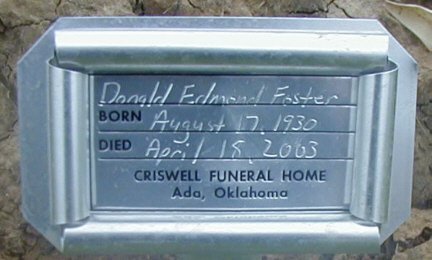 Donald Edmond Foster
BORN August 17, 1930
DIED April 18, 2003
CRISWELL FUNERAL HOME
Ada, Oklahoma